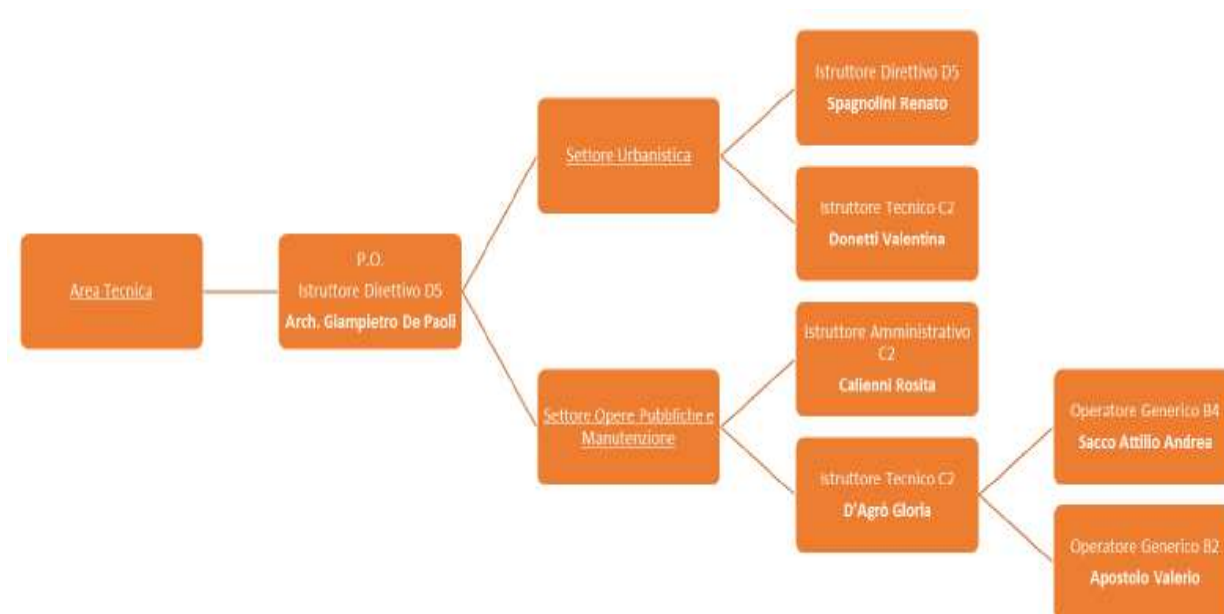 Area Tecnica
P.O.
Istruttore Direttivo D5
Arch. Giampietro De Paoli
Settore Urbanistica
Istruttore Direttivo D5
Spagnolini Renato
Istruttore Tecnico C2
Donetti Valentina
Settore Opere Pubbliche e
Manutenzione
Istruttore Amministrativo
C2
Calienni Rosita
Istruttore Tecnico C2
D'Agrò Gloria
Operatore Generico B4
Sacco Attilio Andrea
Operatore Generico B2
Apostolo Valerio